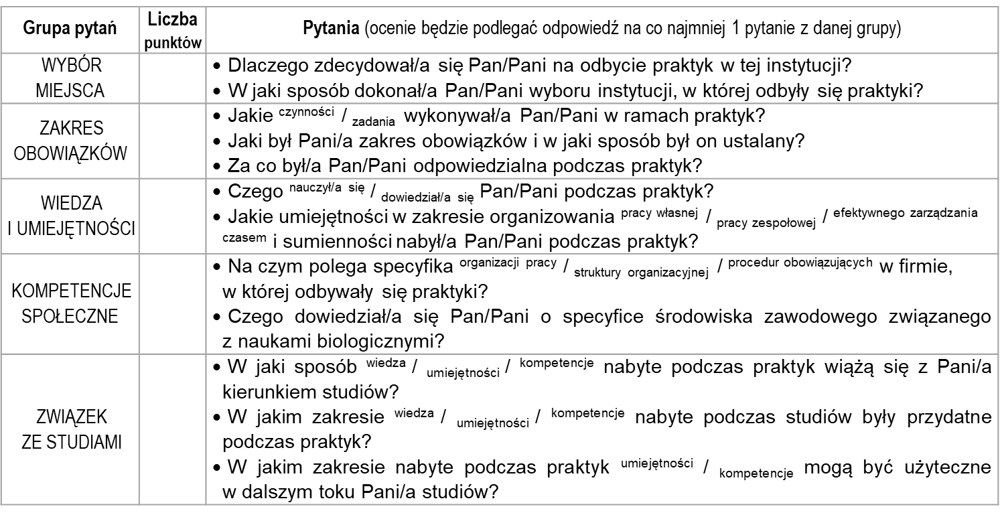 Grupa pytań
Liczba
punktów
Pytania (ocenie będzie podlegać odpowiedź na co najmniej 1 pytanie z danej grupy)
WYBÓR
MIEJSCA
• Dlaczego zdecydował/a się Pan/Pani na odbycie praktyk w tej instytucji?
• W jaki sposób dokonał/a Pan/Pani wyboru instytucji, w której odbyły się praktyki?
ZAKRES
OBOWIĄZKÓW
• Jakie czynności / zadania wykonywał/a Pan/Pani w ramach praktyk?
• Jaki był Pani/a zakres obowiązków i w jaki sposób był on ustalany?
• Za co był/a Pan/Pani odpowiedzialna podczas praktyk?
WIEDZA
I UMIEJĘTNOŚCI
• Czego nauczył/a się / dowiedział/a się Pan/Pani podczas praktyk?
• Jakie umiejętności w zakresie organizowania pracy własnej / pracy zespołowej / efektywnego zarządzania
czasem i sumienności nabył/a Pan/Pani podczas praktyk?
KOMPETENCJE
SPOŁECZNE
• Na czym polega specyfika organizacji pracy / struktury organizacyjnej / procedur obowiązujących w firmie,
w której odbywały się praktyki?
• Czego dowiedział/a się Pan/Pani o specyfice środowiska zawodowego związanego
z naukami biologicznymi?
ZWIĄZEK
ZE STUDIAMI
• W jaki sposób wiedza / umiejętności / kompetencje nabyte podczas praktyk wiążą się z Pani/a
kierunkiem studiów?
• W jakim zakresie wiedza / umiejętności / kompetencje nabyte podczas studiów były przydatne
podczas praktyk?
• W jakim zakresie nabyte podczas praktyk umiejętności / kompetencje mogą być użyteczne
w dalszym toku Pani/a studiów?